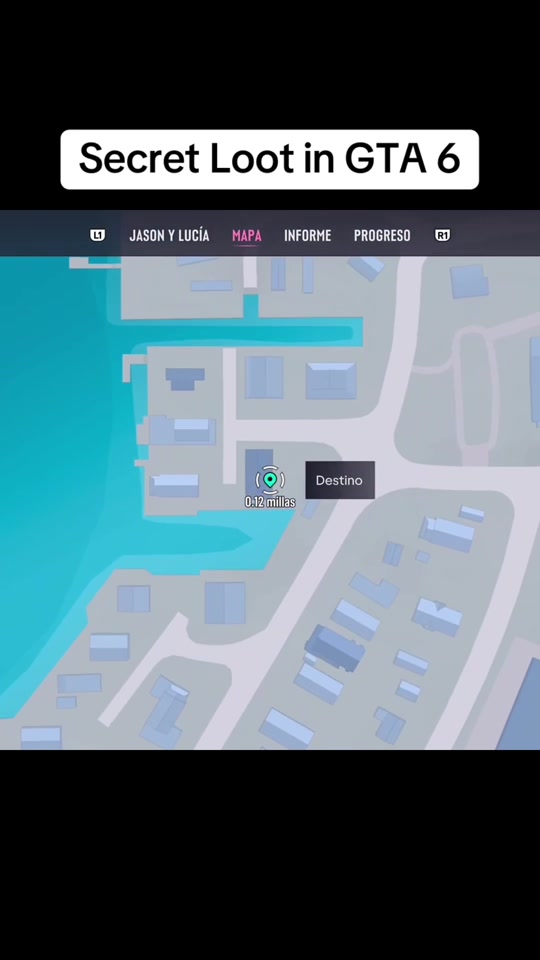 Secret Loot in GTA 6
L1 JASON Y LUCÍA MAPA INFORME PROGRESO R1
Destino
0.12 millas